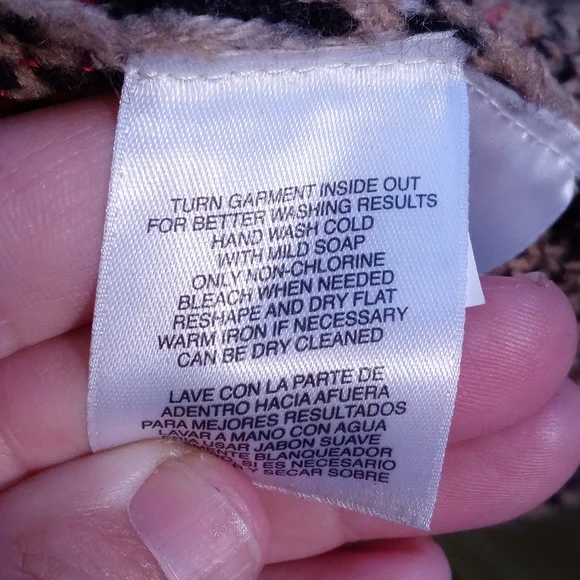 TURN GARMENT INSIDE OUT
FOR BETTER WASHING RESULTS
HAND WASH COLD
WITH MILD SOAP
ONLY NON-CHLORINE
BLEACH WHEN NEEDED
RESHAPE AND DRY FLAT
WARM IRON IF NECESSARY
CAN BE DRY CLEANED
LAVE CON LA PARTE DE
ADENTRO HACIA AFUERA
PARA MEJORES RESULTADOS
LAVAR A MANO CON AGUA
USAR JABON SUAVE
BLANQUEADOR
SI ES NECESARIO
Y SECAR SOBRE